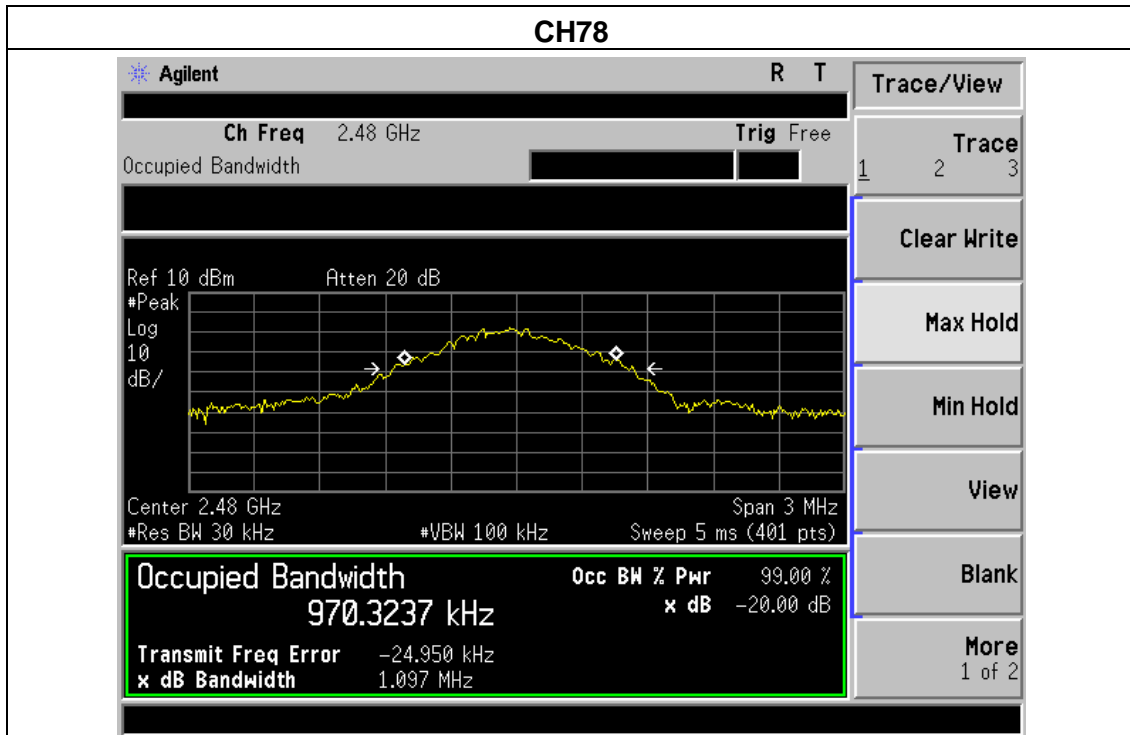 CH78
Agilent R T
Trace/View
Ch Freq 2.48 GHz Trig Free
Occupied Bandwidth
Trace
1 2 3
Clear Write
Max Hold
Min Hold
View
Blank
More
1 of 2
Ref 10 dBm Atten 20 dB
#Peak
Log
10
dB/
Center 2.48 GHz Span 3 MHz
#Res BW 30 kHz #VBW 100 kHz Sweep 5 ms (401 pts)
Occupied Bandwidth Occ BW % Pwr 99.00 %
970.3237 kHz x dB -20.00 dB
Transmit Freq Error -24.950 kHz
x dB Bandwidth 1.097 MHz